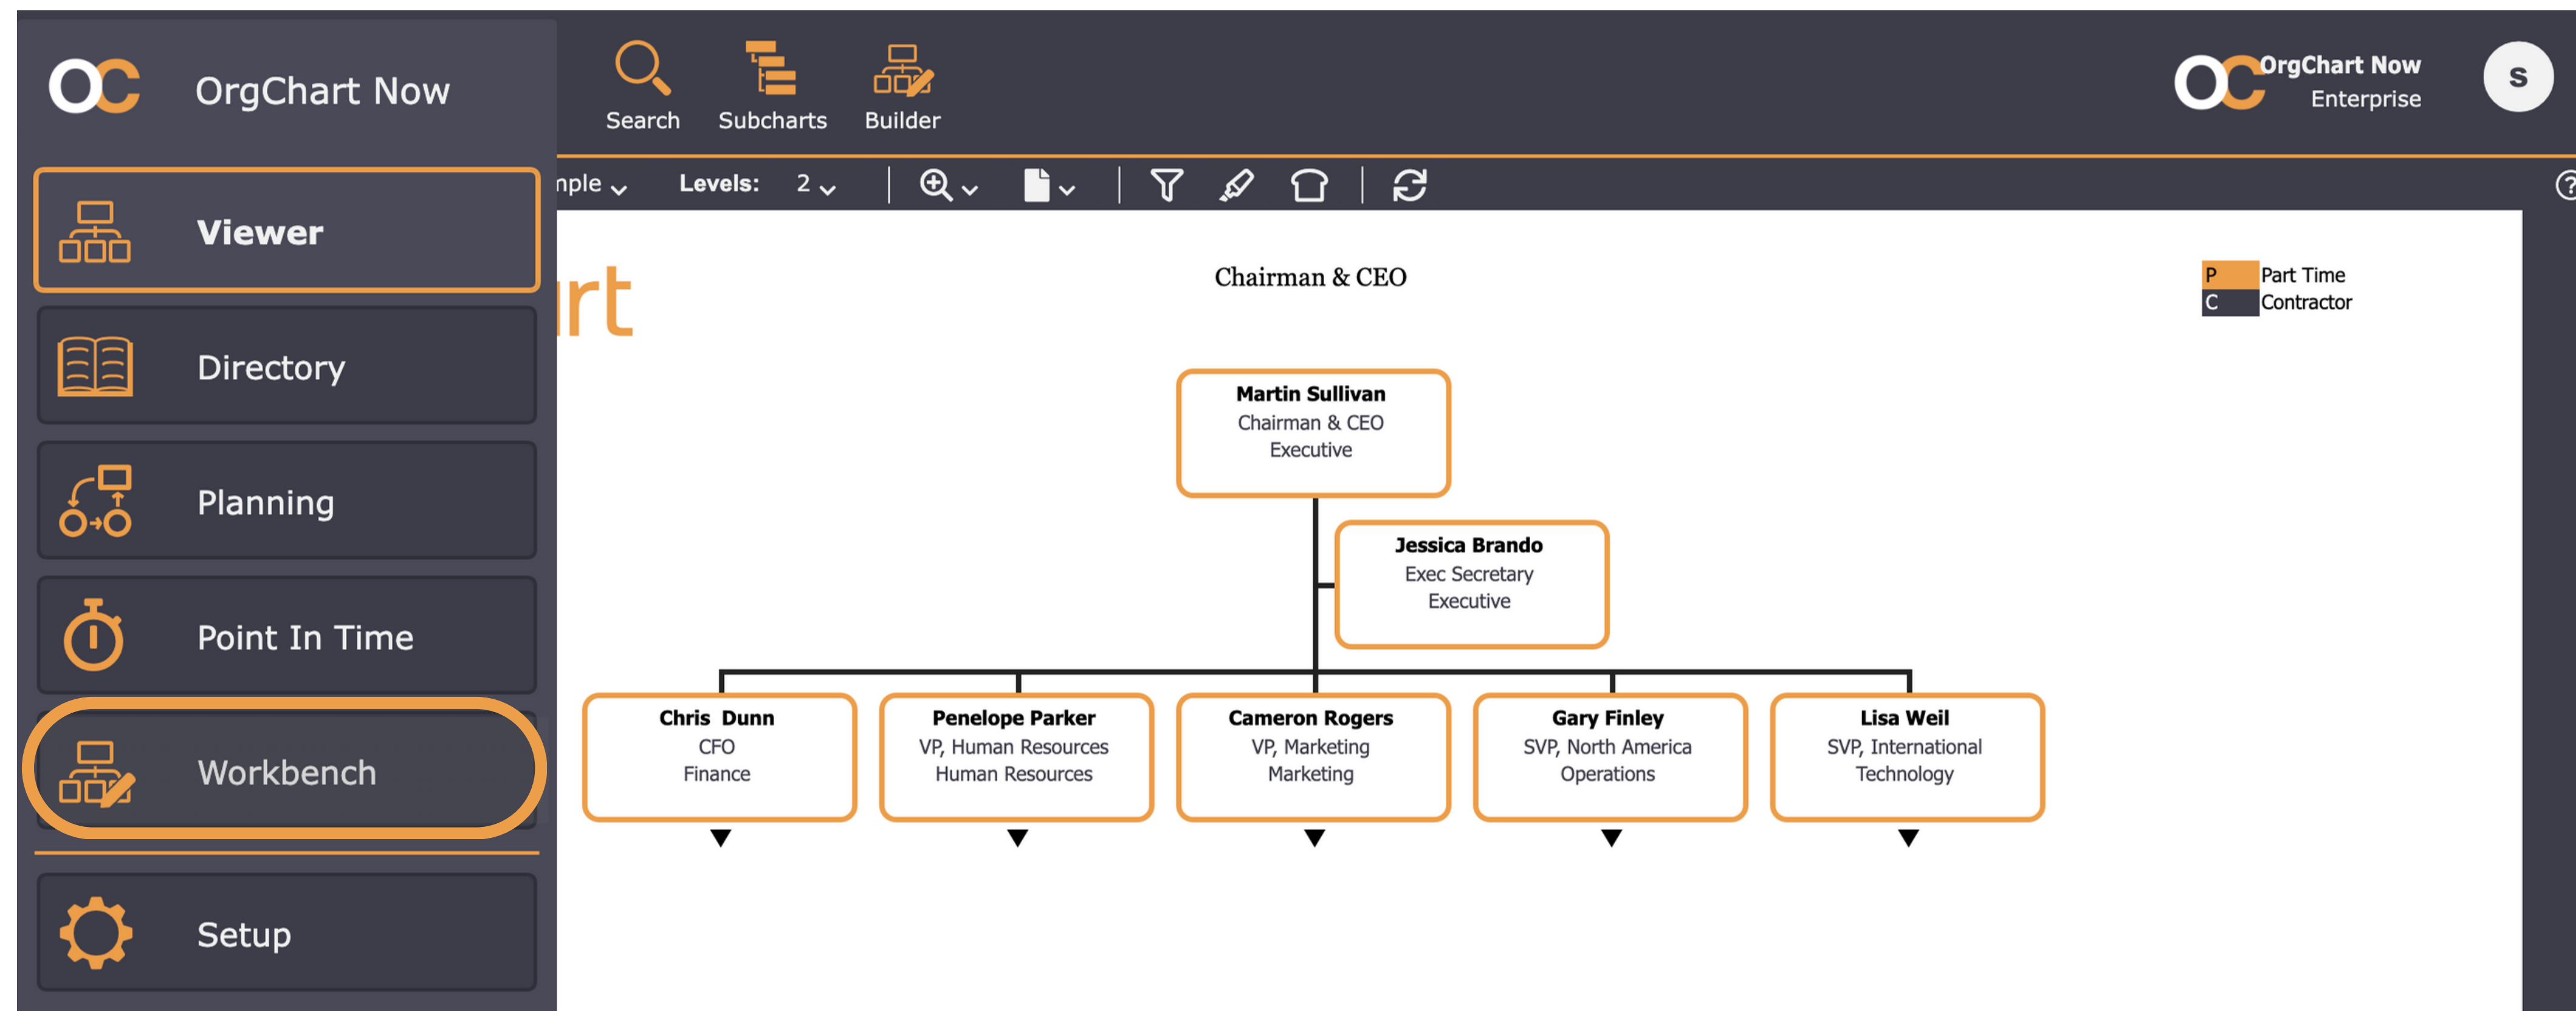 OC OrgChart Now
Search Subcharts Builder
OC OrgChart Now
Enterprise
S
Viewer
Directory
Planning
Point In Time
Workbench
Setup
Levels: 2
?
Chairman & CEO
P Part Time
C Contractor
Martin Sullivan
Chairman & CEO
Executive
Jessica Brando
Exec Secretary
Executive
Chris Dunn
CFO
Finance
Penelope Parker
VP, Human Resources
Human Resources
Cameron Rogers
VP, Marketing
Marketing
Gary Finley
SVP, North America
Operations
Lisa Weil
SVP, International
Technology